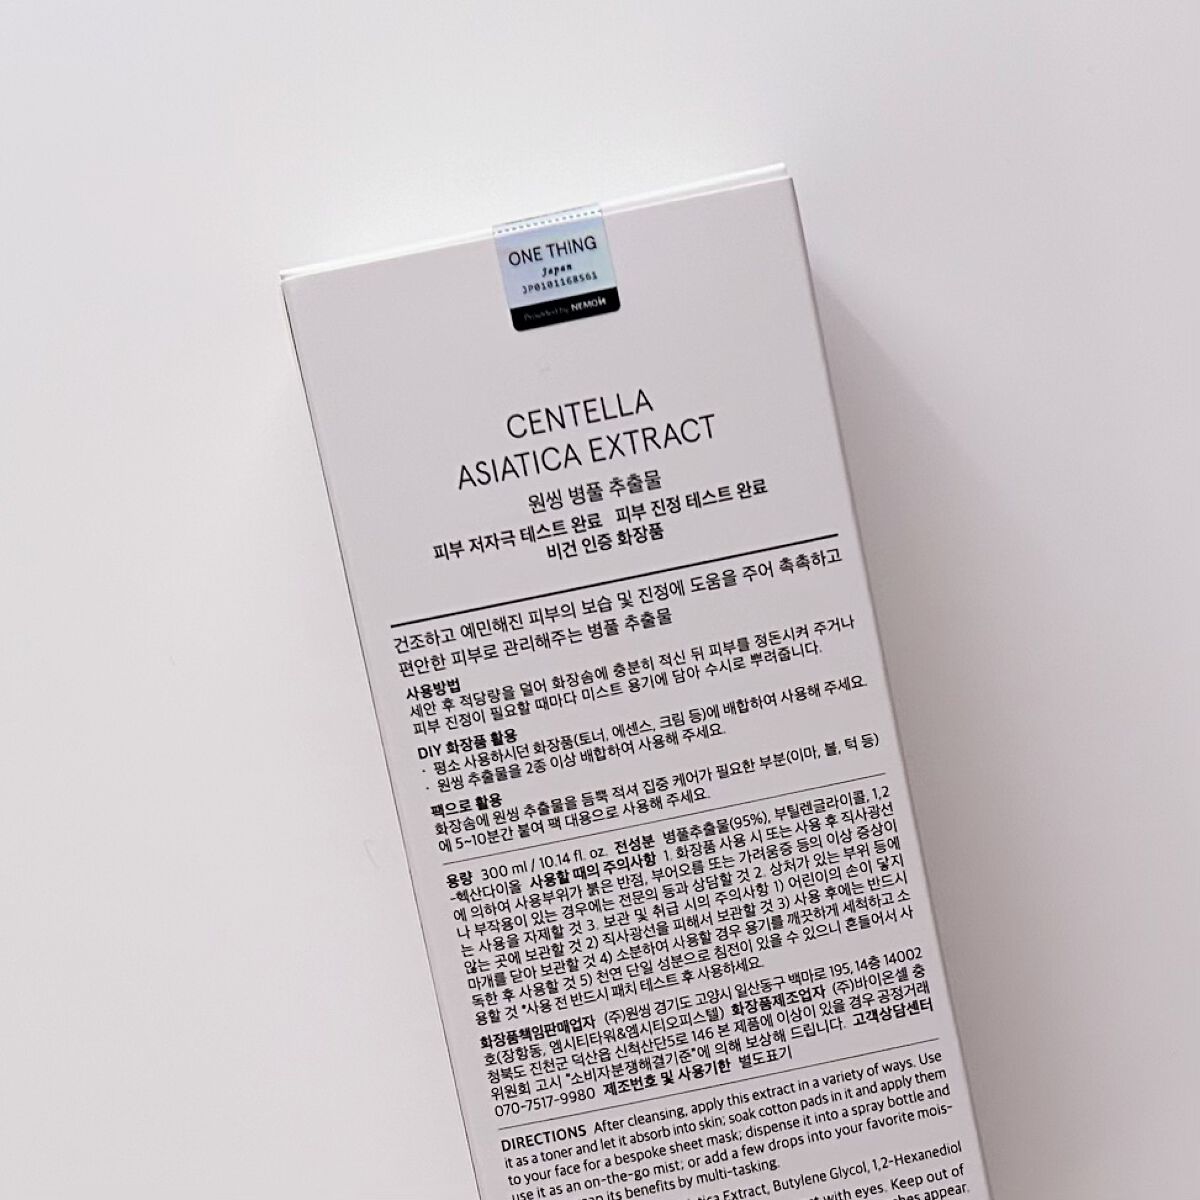 ONE THING
Japan
JP0101168561
Provided by NEMOIE
CENTELLA
ASIATICA EXTRACT
원씽 병풀 추출물
피부 저자극 테스트 완료 피부 진정 테스트 완료
비건 인증 화장품
건조하고 예민해진 피부의 보습 및 진정에 도움을 주어 촉촉하고
편안한 피부로 관리해주는 병풀 추출물
사용방법
세안 후 적당량을 덜어 화장솜에 충분히 적신 뒤 피부를 정돈시켜 주거나
피부 진정이 필요할 때마다 미스트 용기에 담아 수시로 뿌려줍니다.
DIY 화장품 활용
· 평소 사용하시던 화장품(토너, 에센스, 크림 등)에 배합하여 사용해 주세요.
· 원씽 추출물을 2종 이상 배합하여 사용해 주세요.
팩으로 활용
화장솜에 원씽 추출물을 듬뿍 적셔 집중 케어가 필요한 부분(이마, 볼, 턱 등)
에 5~10분간 붙여 팩 대용으로 사용해 주세요.
용량 300 ml / 10.14 fl. oz. 전성분 병풀추출물(95%), 부틸렌글라이콜, 1,2
-헥산다이올 사용할 때의 주의사항 1. 화장품 사용 시 또는 사용 후 직사광선
에 의하여 사용부위가 붉은 반점, 부어오름 또는 가려움증 등의 이상 증상이
나 부작용이 있는 경우에는 전문의 등과 상담할 것 2. 상처가 있는 부위 등에
는 사용을 자제할 것 3. 보관 및 취급 시의 주의사항 1) 어린이의 손이 닿지
않는 곳에 보관할 것 2) 직사광선을 피해서 보관할 것 3) 사용 후에는 반드시
마개를 닫아 보관할 것 4) 소분하여 사용할 경우 용기를 깨끗하게 세척하고 소
독한 후 사용할 것 5) 천연 단일 성분으로 침전이 있을 수 있으니 흔들어서 사
용할 것 *사용 전 반드시 패치 테스트 후 사용하세요.
화장품책임판매업자 (주)원씽 경기도 고양시 일산동구 백마로 195, 14층 14002
호(장항동, 엠시티타워&엠시티오피스텔) 화장품제조업자 (주)바이온셀 충
청북도 진천군 덕산읍 신척산단5로 146 본 제품에 이상이 있을 경우 공정거래
위원회 고시 "소비자분쟁해결기준"에 의해 보상해 드립니다. 고객상담센터
070-7517-9980 제조번호 및 사용기한 별도표기
DIRECTIONS After cleansing, apply this extract in a variety of ways. Use
it as a toner and let it absorb into skin; soak cotton pads in it and apply them
to your face for a bespoke sheet mask; dispense it into a spray bottle and
use it as an on-the-go mist; or add a few drops into your favorite mois-
its benefits by multi-tasking.
Extract, Butylene Glycol, 1,2-Hexanediol
with eyes. Keep out of
appear.